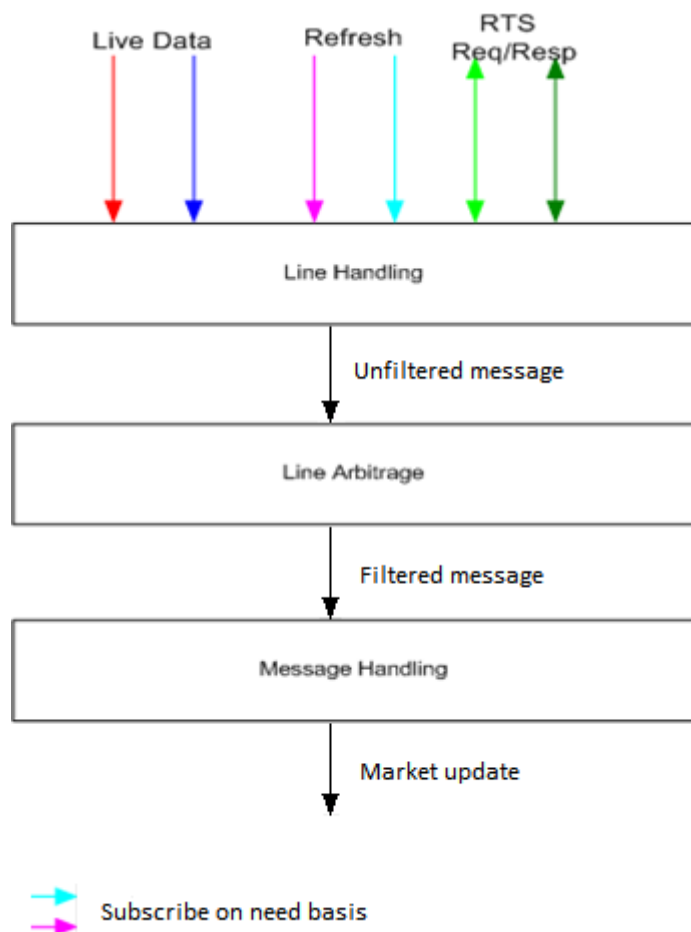 Live Data
Refresh
RTS
Req/Resp
Line Handling
Unfiltered message
Line Arbitrage
Filtered message
Message Handling
Market update
Subscribe on need basis